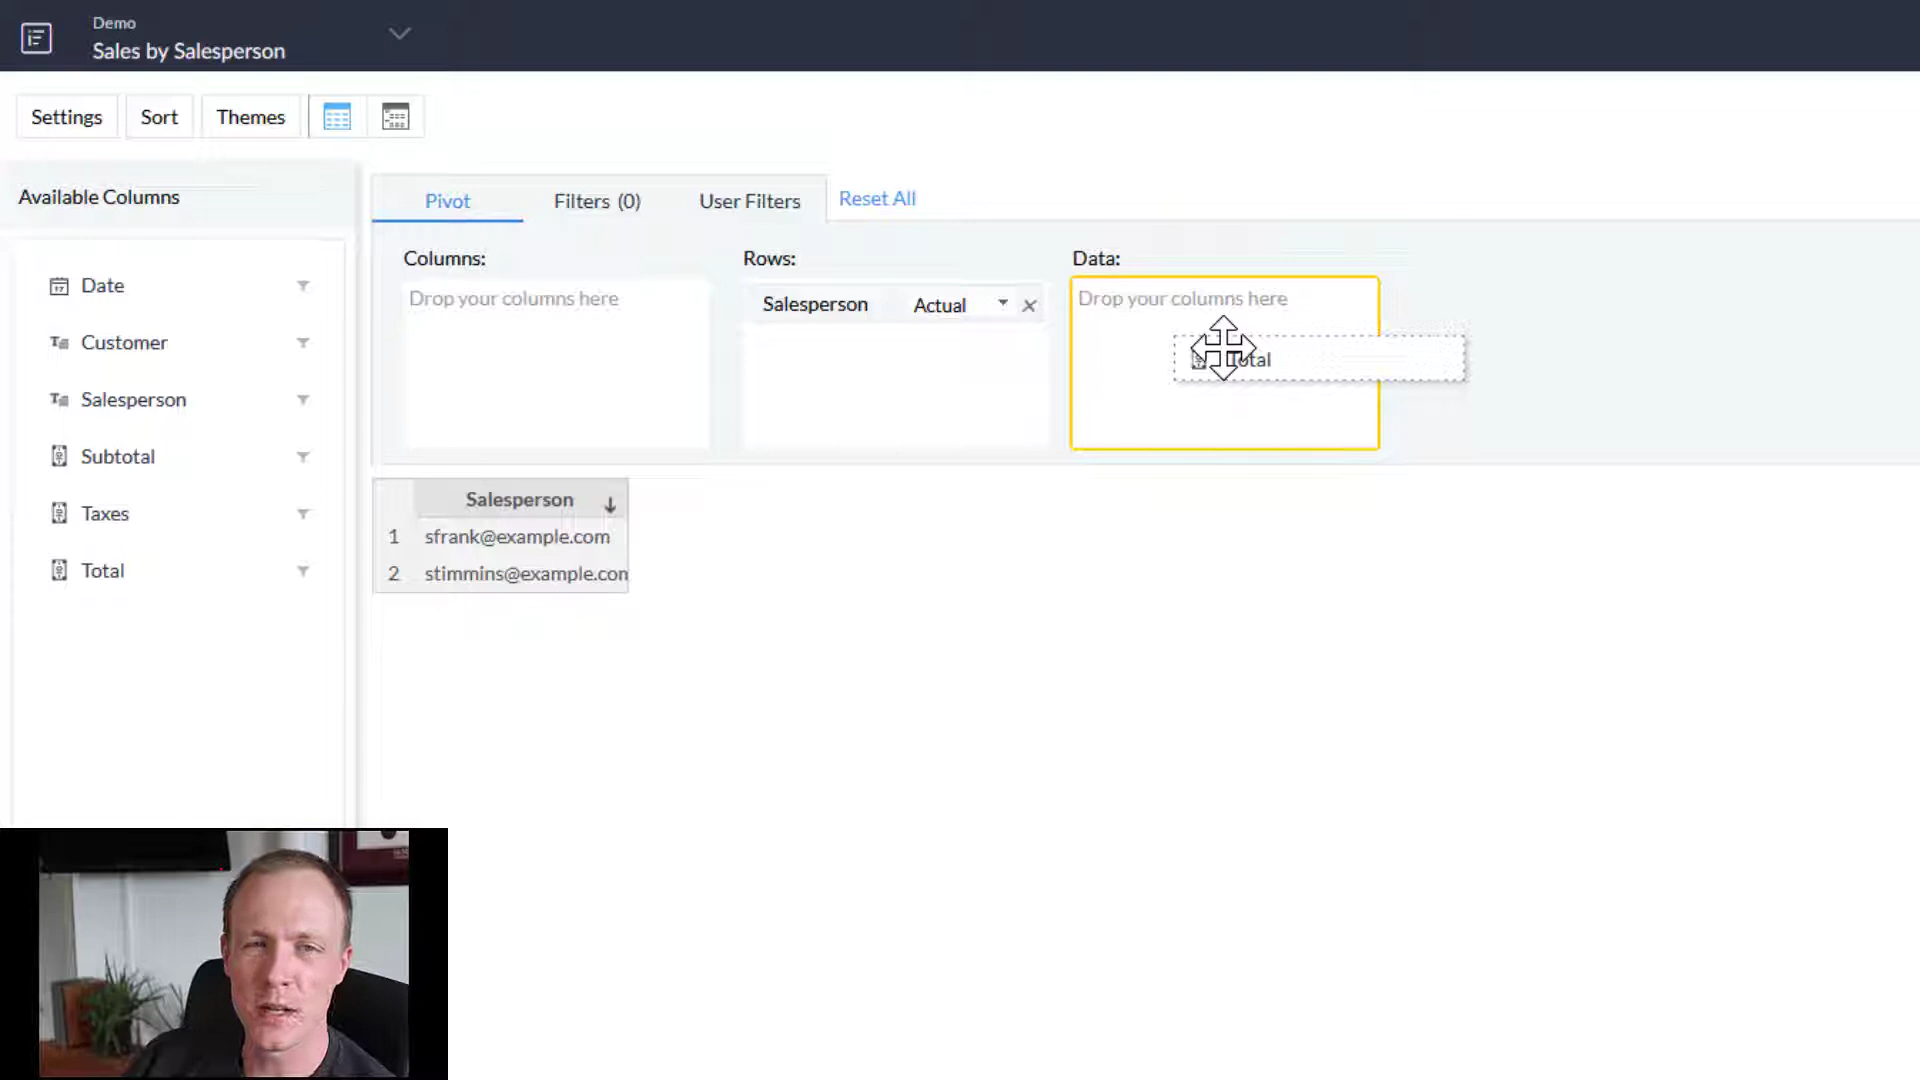 Demo
Sales by Salesperson
Settings
Sort
Themes
Available Columns
Date
Customer
Salesperson
Subtotal
Taxes
Total
Pivot
Filters (0)
User Filters
Reset All
Columns:
Drop your columns here
Rows:
Salesperson
Actual
Data:
Drop your columns here
Total
Salesperson
1 sfrank@example.com
2 stimmins@example.com